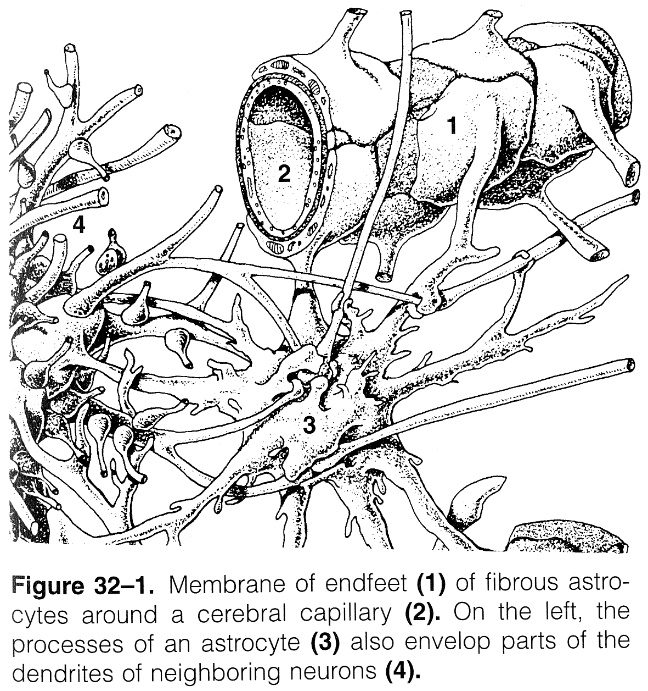 1
2
4
3
Figure 32–1. Membrane of endfeet (1) of fibrous astro-
cytes around a cerebral capillary (2). On the left, the
processes of an astrocyte (3) also envelop parts of the
dendrites of neighboring neurons (4).